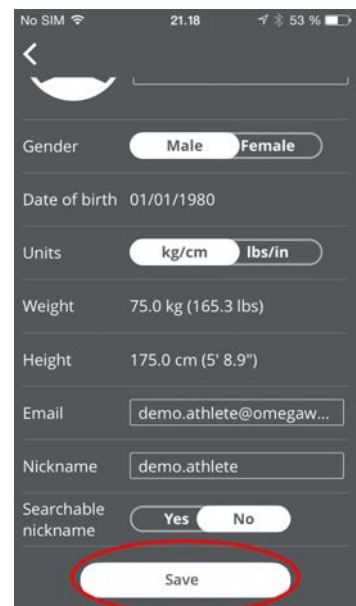 No SIM 21.18 53 %
Gender Male Female
Date of birth 01/01/1980
Units kg/cm lbs/in
Weight 75.0 kg (165.3 lbs)
Height 175.0 cm (5' 8.9")
Email demo.athlete@omegaw...
Nickname demo.athlete
Searchable
nickname Yes No
Save